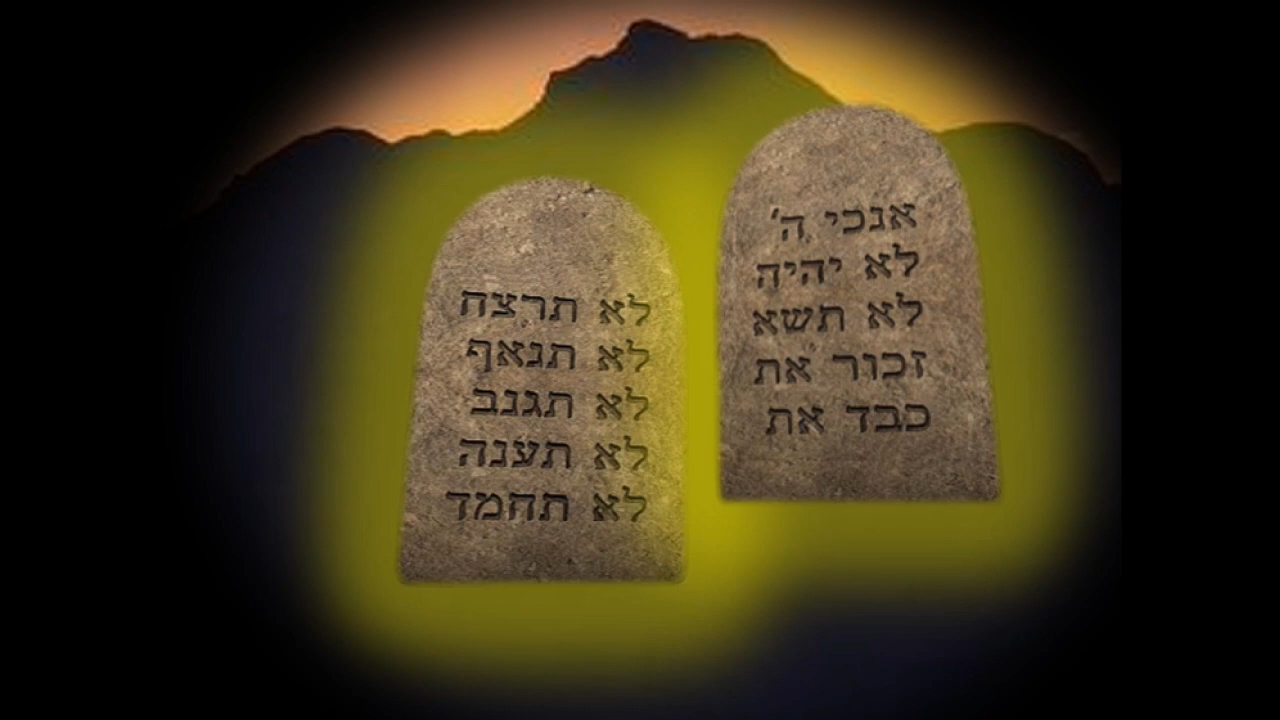 אנכי ה'
לא יהיה
לא תשא
זכור את
כבד את
לא תרצח
לא תנאף
לא תגנב
לא תענה
לא תחמד